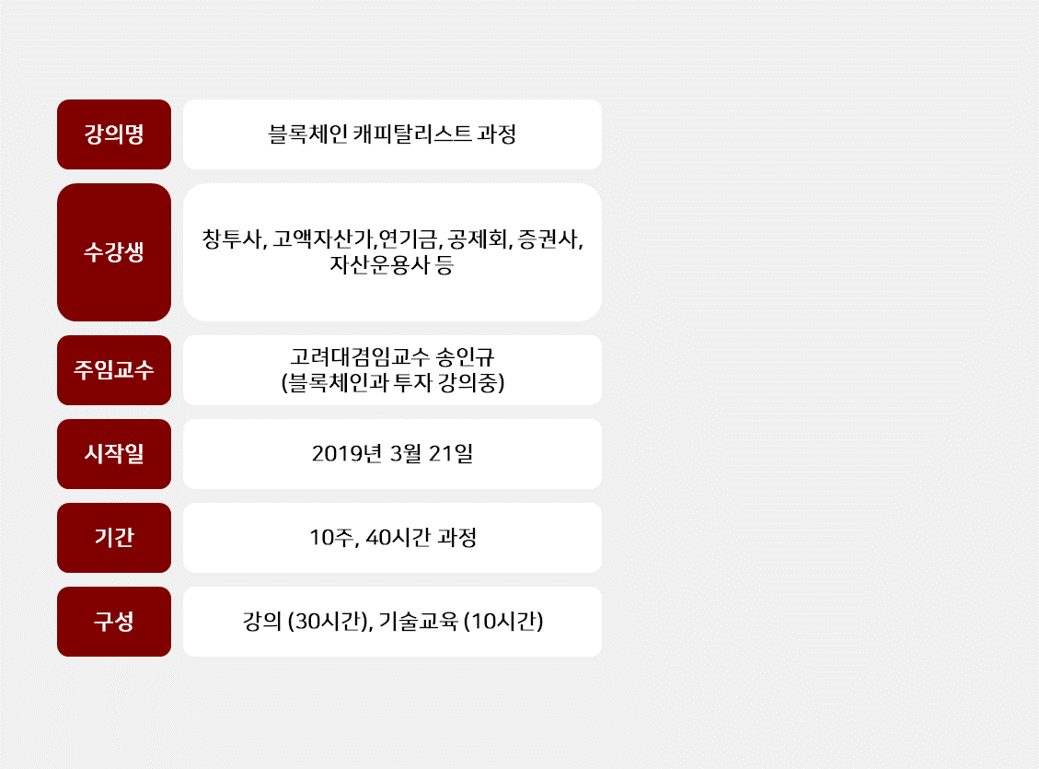 강의명
블록체인 캐피탈리스트 과정
수강생
창투사, 고액자산가,연기금, 공제회, 증권사,
자산운용사 등
주임교수
고려대겸임교수 송인규
(블록체인과 투자 강의중)
시작일
2019년 3월 21일
기간
10주, 40시간 과정
구성
강의 (30시간), 기술교육 (10시간)